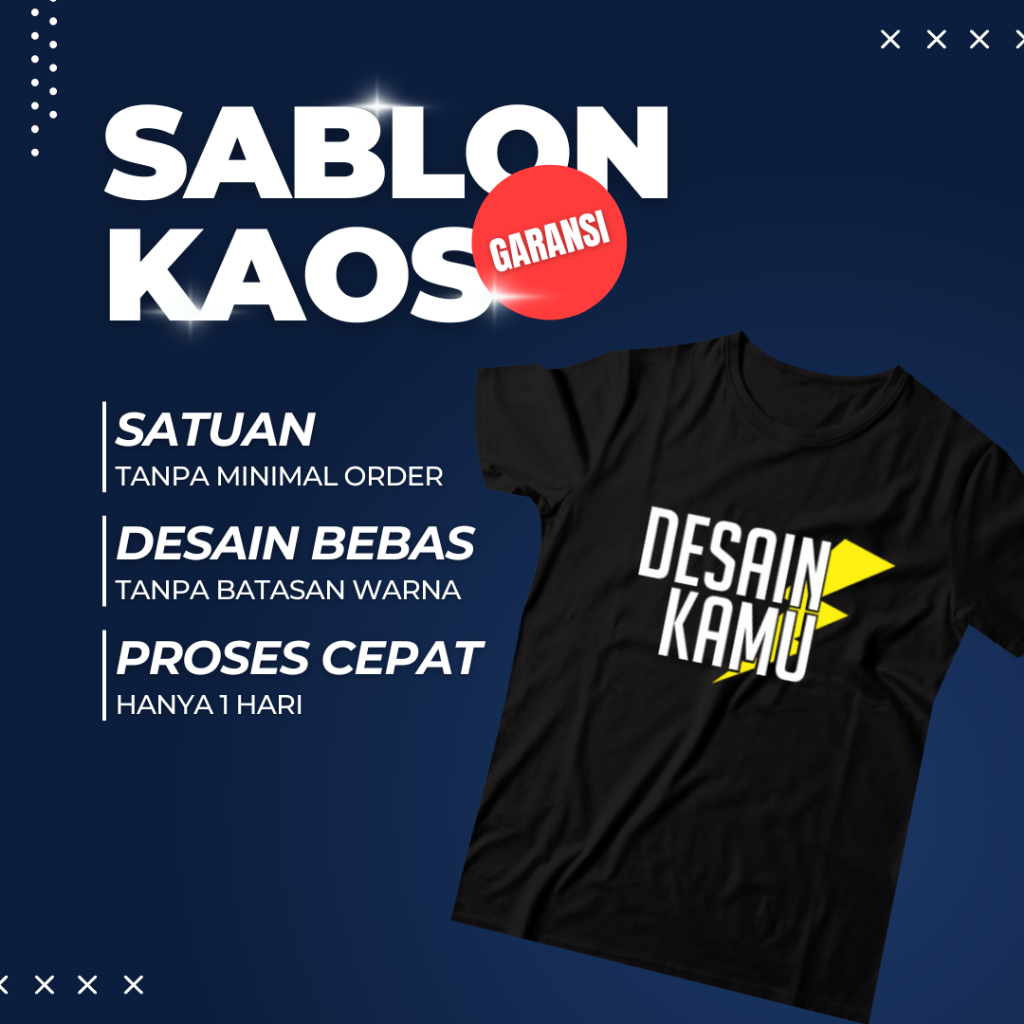 SABLON
KAOS
GARANSI
SATUAN
TANPA MINIMAL ORDER
DESAIN BEBAS
TANPA BATASAN WARNA
PROSES CEPAT
HANYA 1 HARI
DESAIN
KAMU